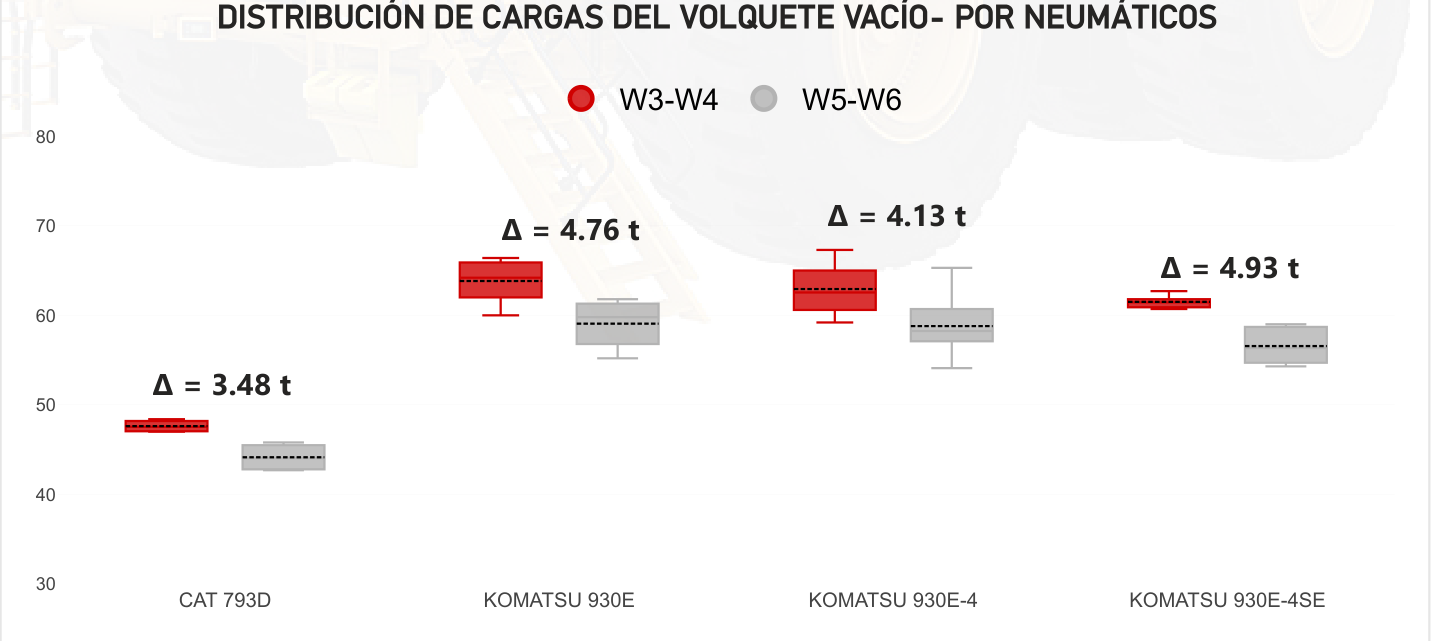 DISTRIBUCIÓN DE CARGAS DEL VOLQUETE VACÍO- POR NEUMÁTICOS
W3-W4 W5-W6
80
70
60
50
40
30
Δ = 3.48 t
Δ = 4.76 t
Δ = 4.13 t
Δ = 4.93 t
CAT 793D KOMATSU 930E KOMATSU 930E-4 KOMATSU 930E-4SE